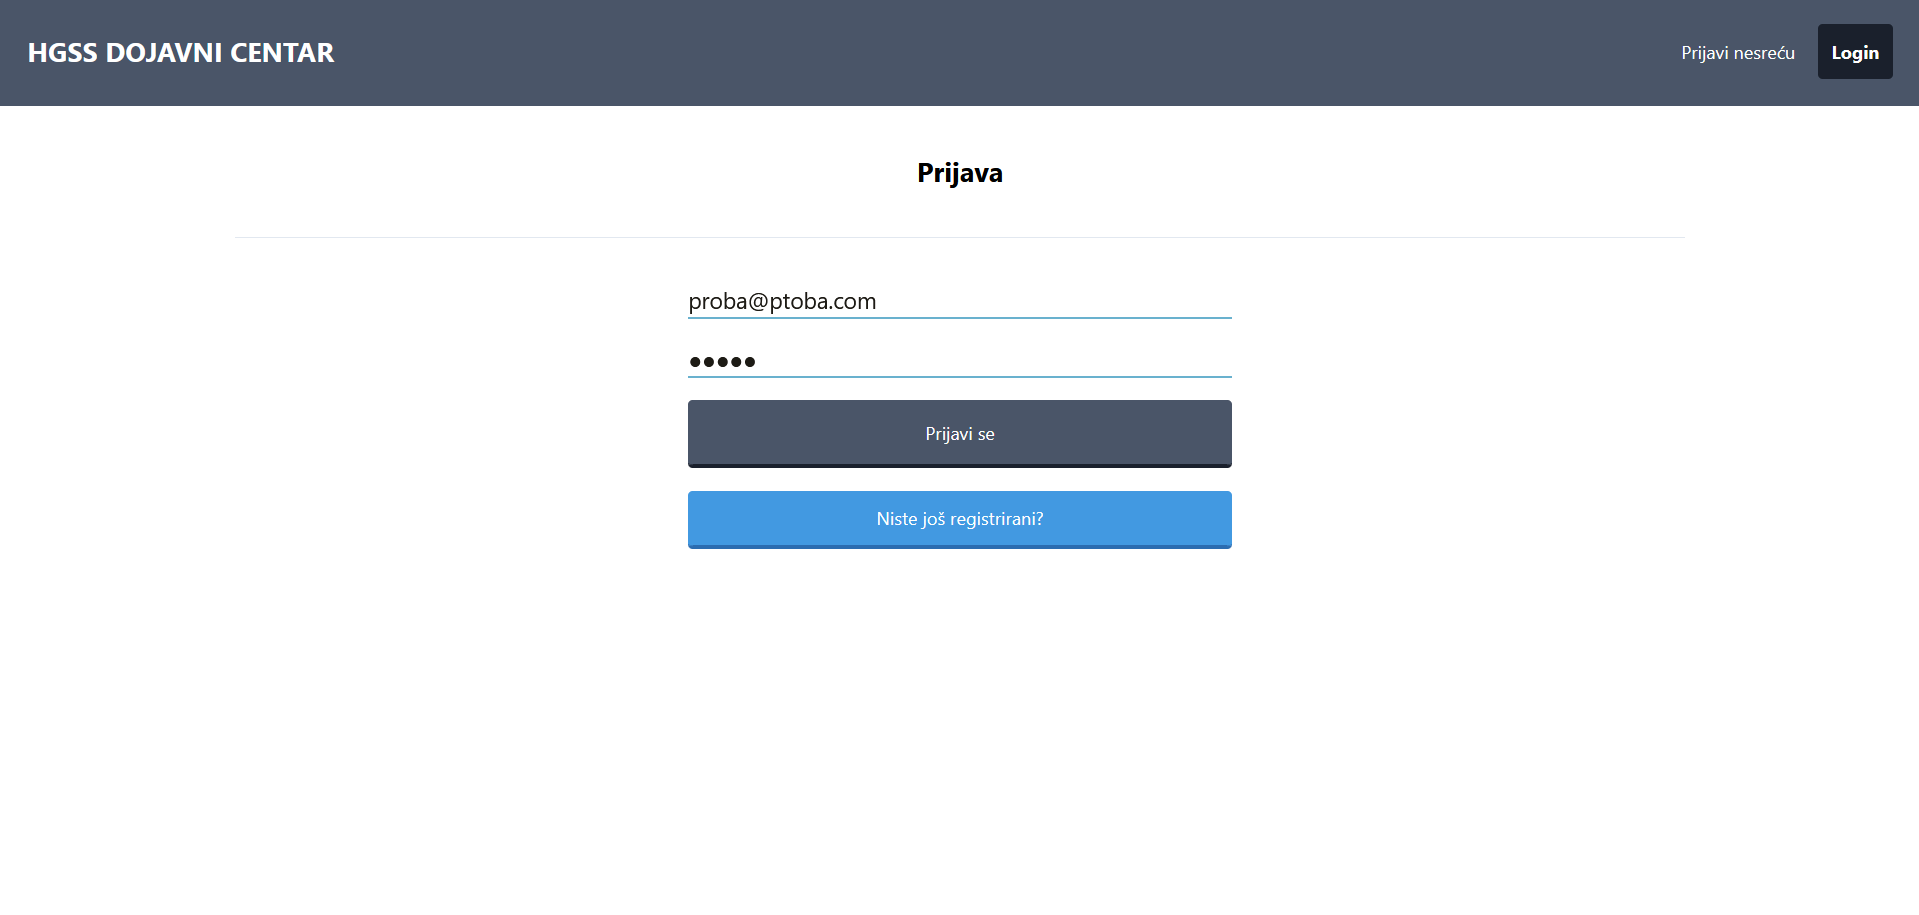 HGSS DOJAVNI CENTAR
Prijavi nesreću
Login
Prijava
proba@ptoba.com
●●●●●
Prijavi se
Niste još registrirani?